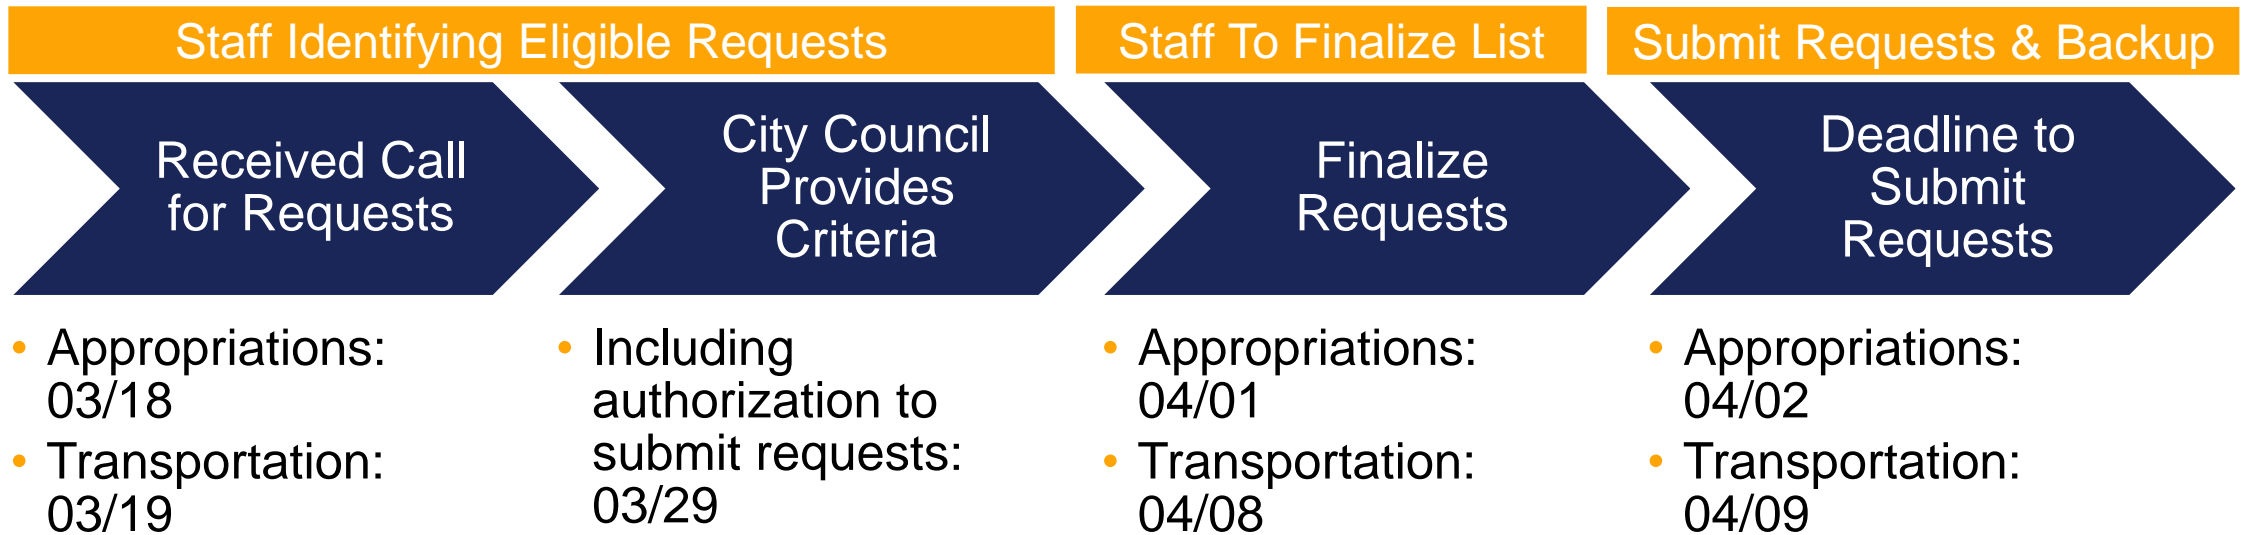 Staff Identifying Eligible Requests
Staff To Finalize List
Submit Requests & Backup
Received Call
for Requests
City Council
Provides
Criteria
Finalize
Requests
Deadline to
Submit
Requests
• Appropriations:
03/18
• Transportation:
03/19
• Including
authorization to
submit requests:
03/29
• Appropriations:
04/01
• Transportation:
04/08
• Appropriations:
04/02
• Transportation:
04/09